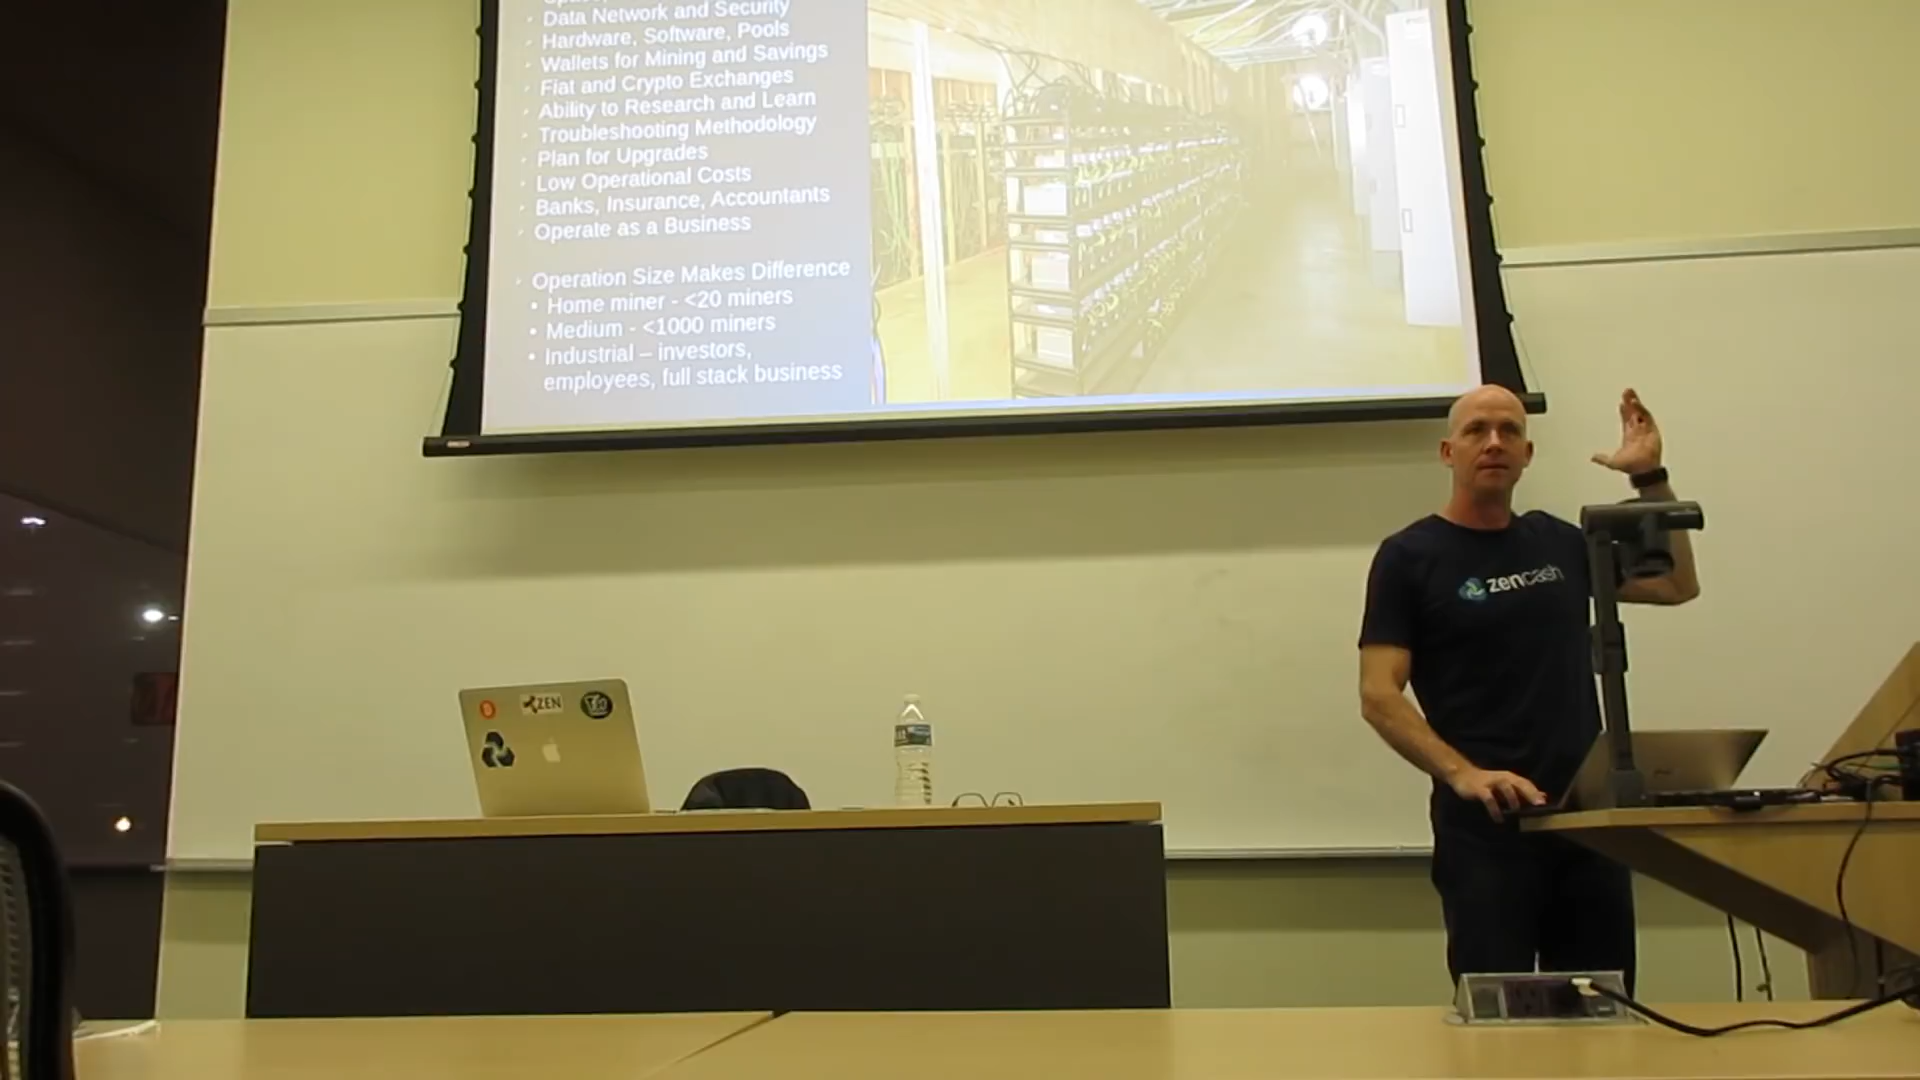 Data Network and Security
Hardware, Software, Pools
Wallets for Mining and Savings
Fiat and Crypto Exchanges
Ability to Research and Learn
Troubleshooting Methodology
Plan for Upgrades
Low Operational Costs
Banks, Insurance, Accountants
Operate as a Business
Operation Size Makes Difference
• Home miner - <20 miners
• Medium - <1000 miners
• Industrial – investors,
employees, full stack business
zencash
ZEN